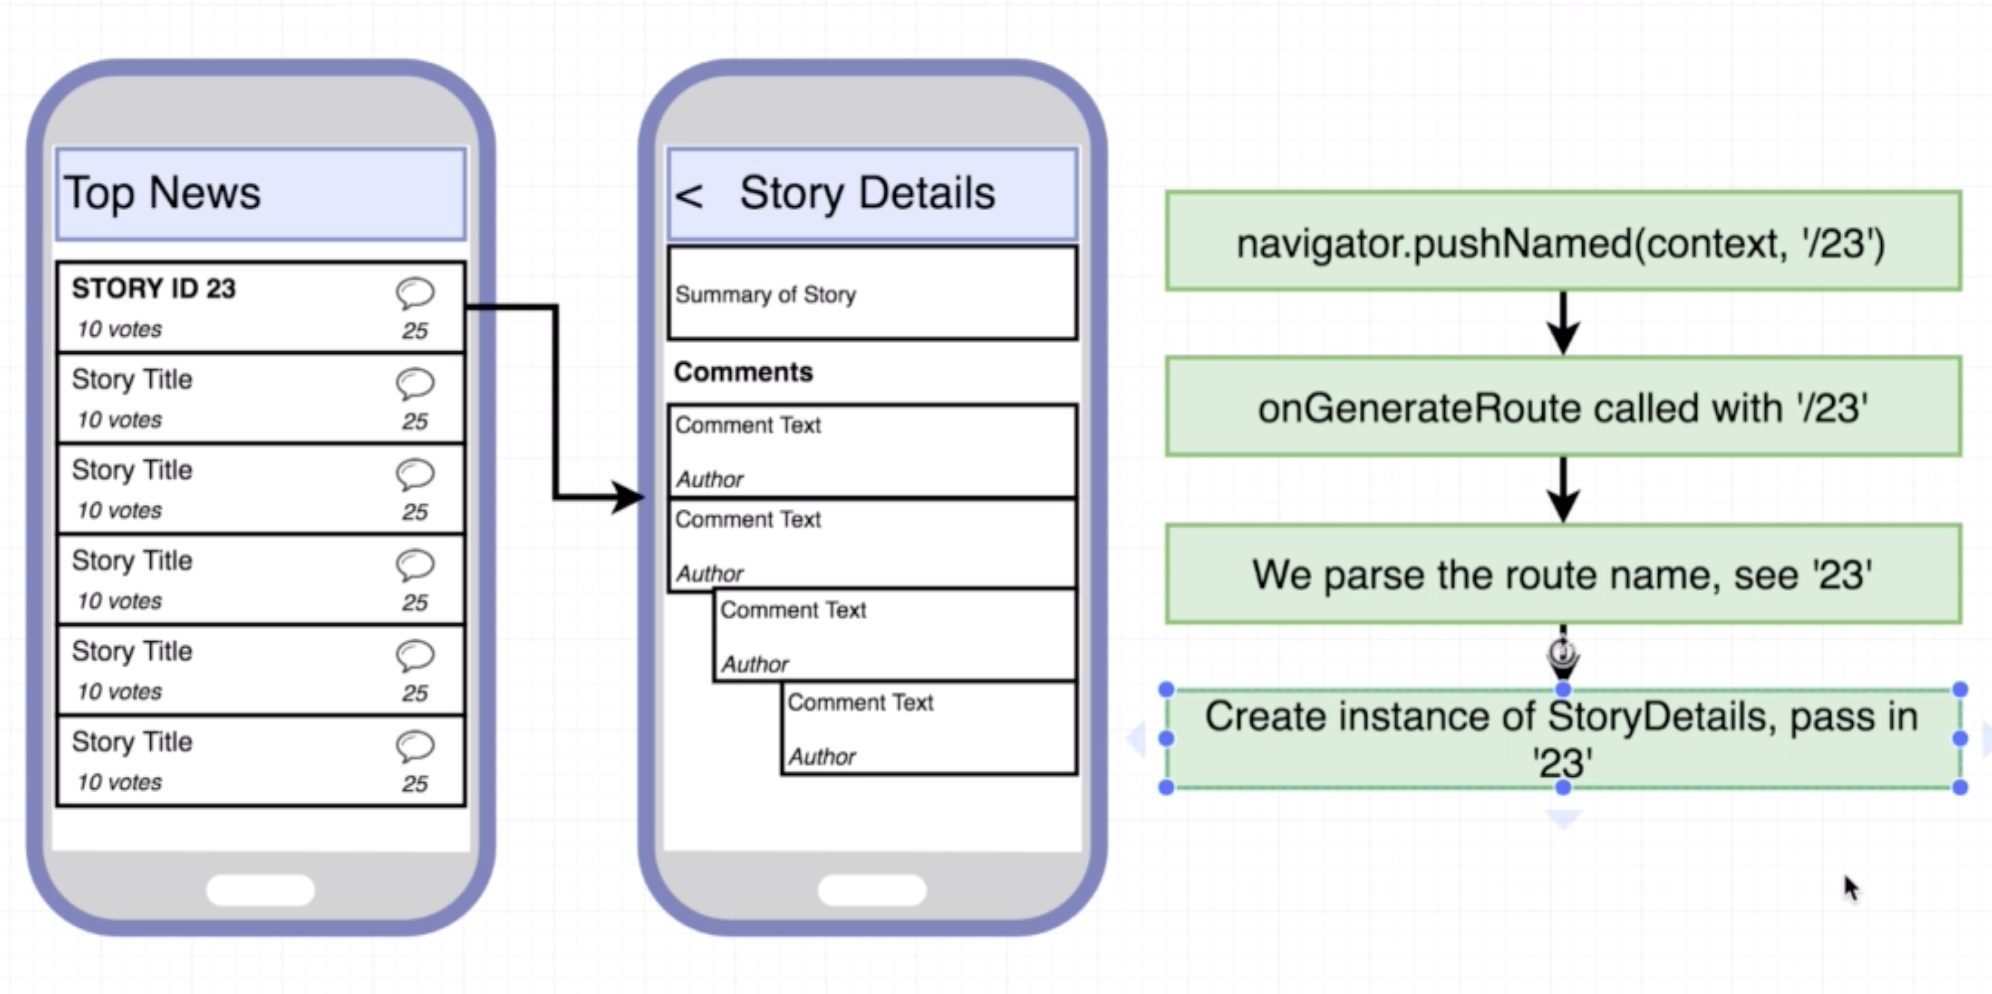 Top News
STORY ID 23
10 votes
25
Story Title
10 votes
25
Story Title
10 votes
25
Story Title
10 votes
25
Story Title
10 votes
25
Story Title
10 votes
25
< Story Details
Summary of Story
Comments
Comment Text
Author
Comment Text
Author
Comment Text
Author
Comment Text
Author
navigator.pushNamed(context, '/23')
onGenerateRoute called with '/23'
We parse the route name, see '23'
Create instance of StoryDetails, pass in
'23'